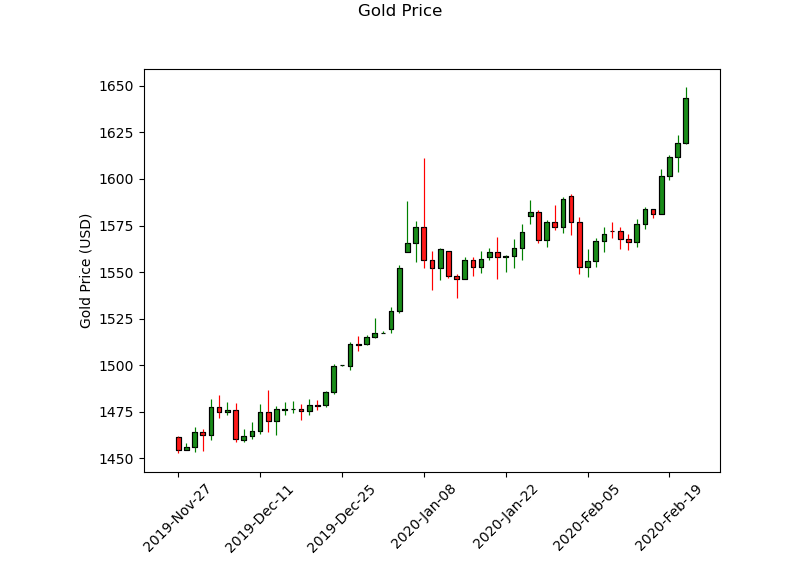 Gold Price
Gold Price (USD)
1650
1625
1600
1575
1550
1525
1500
1475
1450
2019-Nov-27
2019-Dec-11
2019-Dec-25
2020-Jan-08
2020-Jan-22
2020-Feb-05
2020-Feb-19